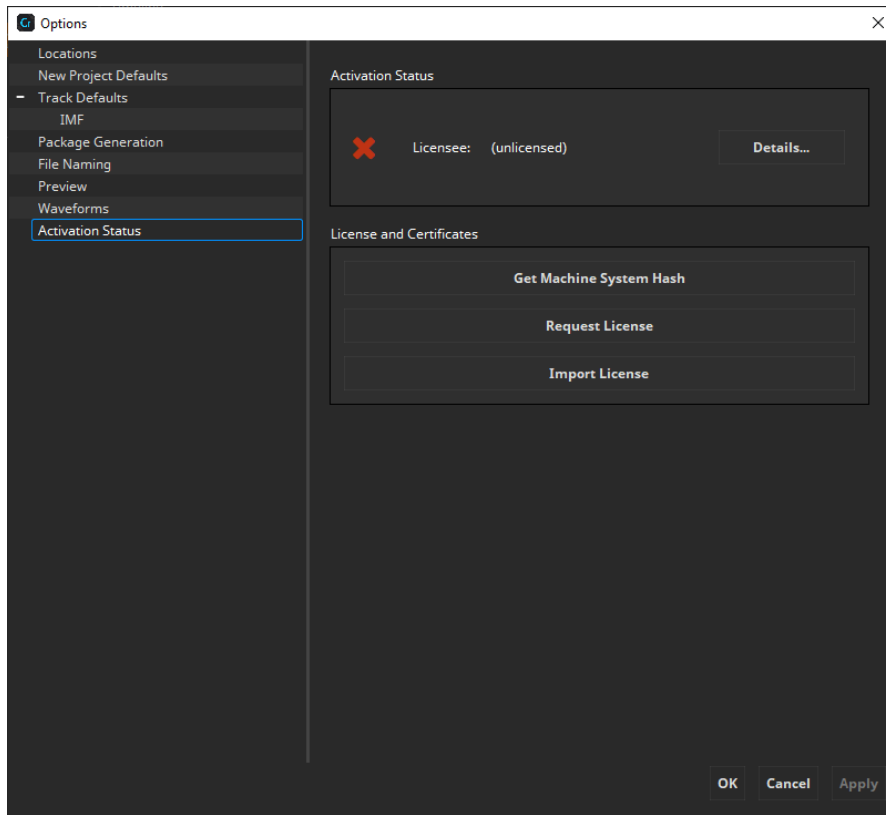 Cr Options
Locations
New Project Defaults
Track Defaults
IMF
Package Generation
File Naming
Preview
Waveforms
Activation Status
Activation Status
Licensee: (unlicensed) Details...
License and Certificates
Get Machine System Hash
Request License
Import License
OK Cancel Apply